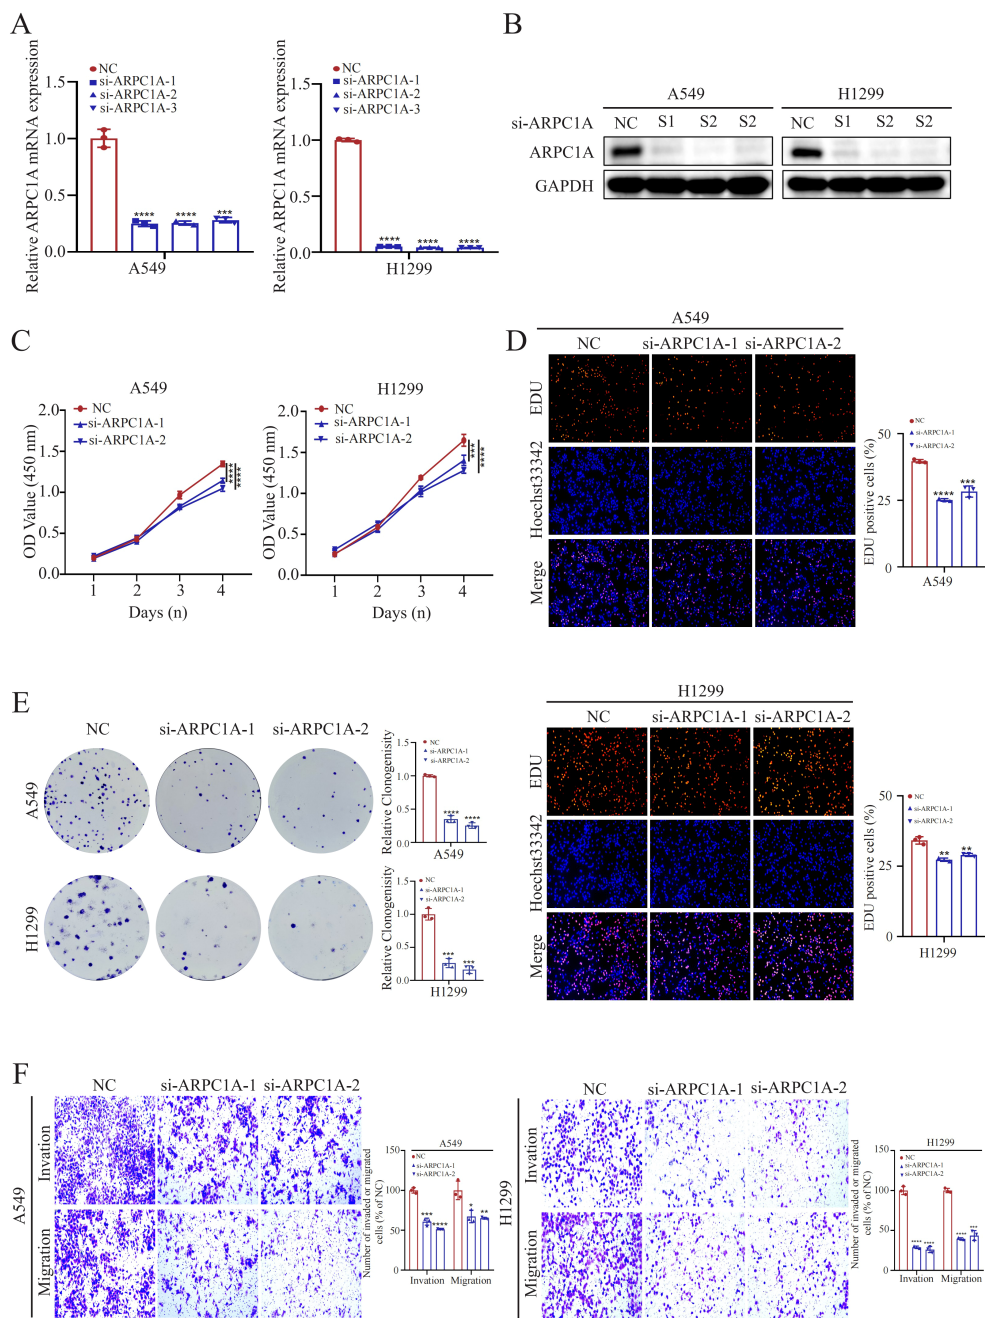 A
Relative ARPC1A mRNA expression
1.5
1.0
0.5
0.0
NC
si-ARPC1A-1
si-ARPC1A-2
si-ARPC1A-3
****
****
***
A549
Relative ARPC1A mRNA expression
1.5
1.0
0.5
0.0
NC
si-ARPC1A-1
si-ARPC1A-2
si-ARPC1A-3
****
****
****
H1299
B
A549
H1299
si-ARPC1A NC S1 S2 S2 NC S1 S2 S2
ARPC1A
GAPDH
C
A549
OD Value (450 nm)
2.0
1.5
1.0
0.5
0.0
NC
si-ARPC1A-1
si-ARPC1A-2
****
****
1 2 3 4
Days (n)
H1299
OD Value (450 nm)
2.0
1.5
1.0
0.5
0.0
NC
si-ARPC1A-1
si-ARPC1A-2
***
****
1 2 3 4
Days (n)
D
A549
NC si-ARPC1A-1 si-ARPC1A-2
EDU
Hoechst33342
Merge
EDU positive cells (%)
50
25
0
NC
si-ARPC1A-1
si-ARPC1A-2
****
***
A549
H1299
NC si-ARPC1A-1 si-ARPC1A-2
EDU
Hoechst33342
Merge
EDU positive cells (%)
50
25
0
NC
si-ARPC1A-1
si-ARPC1A-2
**
**
H1299
E
NC si-ARPC1A-1 si-ARPC1A-2
A549
H1299
Relative Clonogenisity
1.5
1.0
0.5
0.0
NC
si-ARPC1A-1
si-ARPC1A-2
****
****
A549
Relative Clonogenisity
1.5
1.0
0.5
0.0
NC
si-ARPC1A-1
si-ARPC1A-2
***
***
H1299
F
NC si-ARPC1A-1 si-ARPC1A-2
A549
Invation
Migration
Number of invaded or migrated
cells (% of NC)
150
100
50
0
A549
NC
si-ARPC1A-1
si-ARPC1A-2
***
****
*
**
Invation Migration
NC si-ARPC1A-1 si-ARPC1A-2
H1299
Invation
Migration
Number of invaded or migrated
cells (% of NC)
150
100
50
0
H1299
NC
si-ARPC1A-1
si-ARPC1A-2
****
****
****
***
Invation Migration